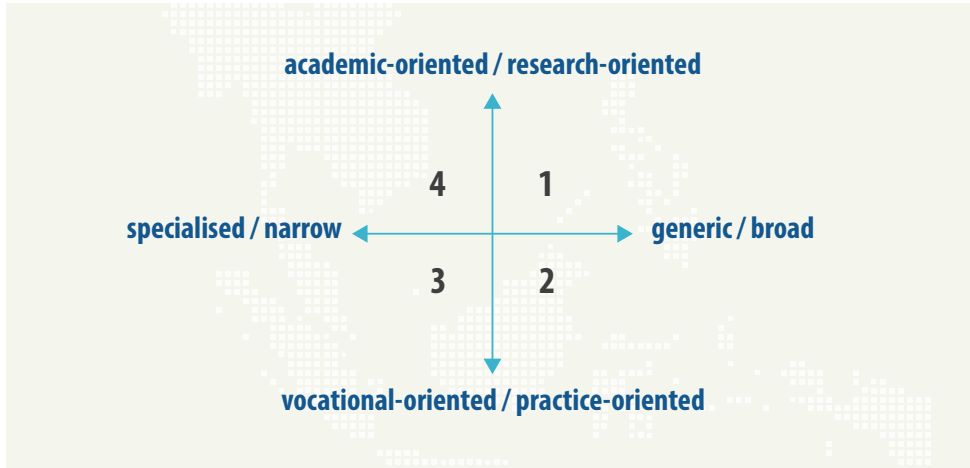 academic-oriented / research-oriented
4 1
specialised / narrow generic / broad
3 2
vocational-oriented / practice-oriented